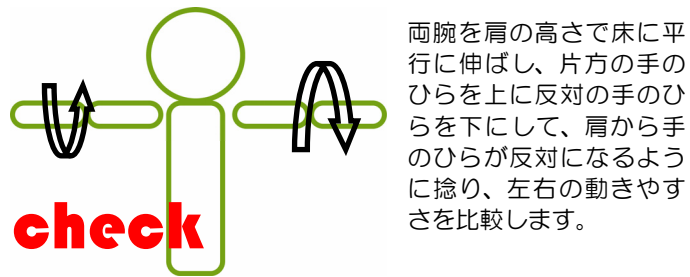 両腕を肩の高さで床に平
行に伸ばし、片方の手の
ひらを上に反対の手のひ
らを下にして、肩から手
のひらが反対になるよう
に捻り、左右の動きやす
さを比較します。
check